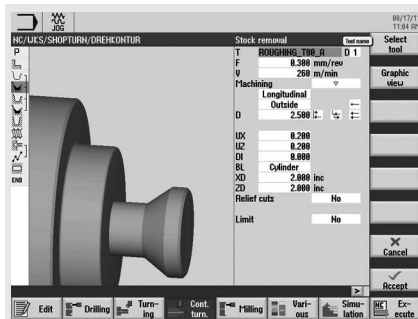 JOG
08/17/1
11:04 AM
NC/WKS/SHOPTURN/DREHKONTUR
Stock removal
Tool name
Select
tool
T ROUGHING_T80_A D 1
F 0.300 mm/rev
V 260 m/min
Machining ▽
Longitudinal
Outside
D 2.500
UX 0.200
UZ 0.200
DI 0.000
BL Cylinder
XD 2.000 inc
ZD 2.000 inc
Relief cuts No
Limit No
P
END
Graphic
view
Cancel
Accept
Edit
Drilling
Turn-
ing
Cont.
turn.
Milling
Vari-
ous
Simu-
lation
NC
Ex-
ecute